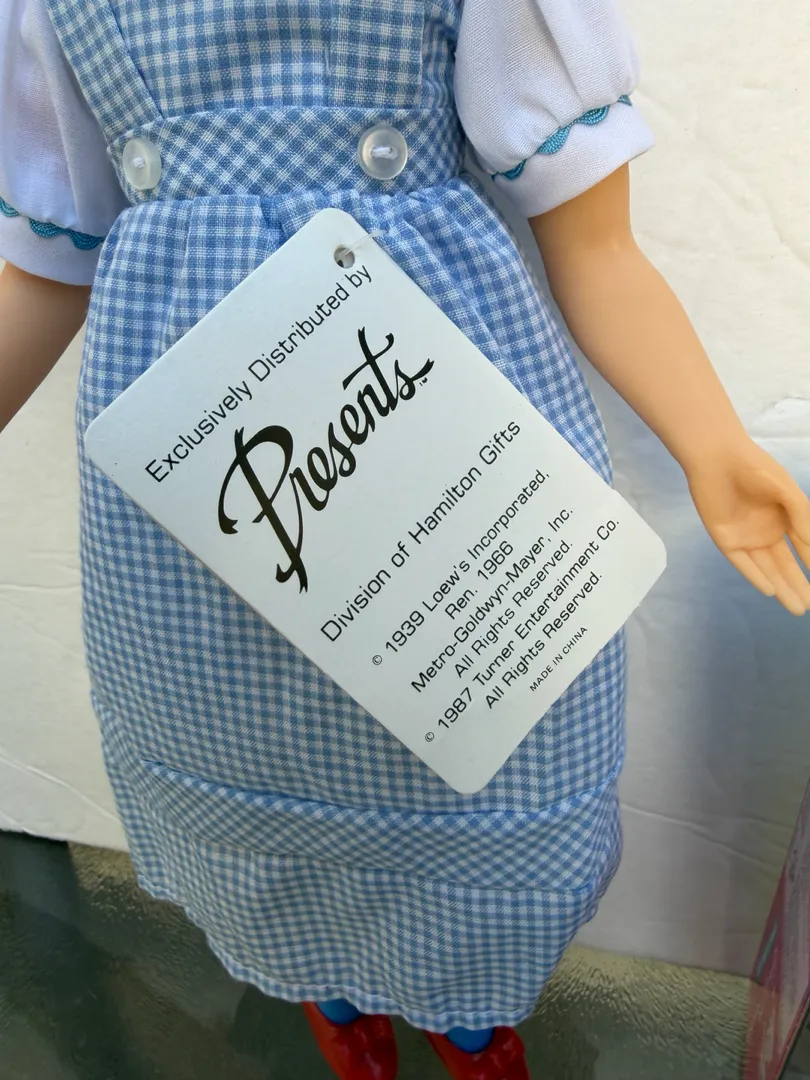 Exclusively Distributed by
Presents™
Division of Hamilton Gifts
© 1939 Loew's Incorporated,
Ren. 1966
Metro-Goldwyn-Mayer, Inc.
All Rights Reserved.
© 1987 Turner Entertainment Co.
All Rights Reserved.
MADE IN CHINA